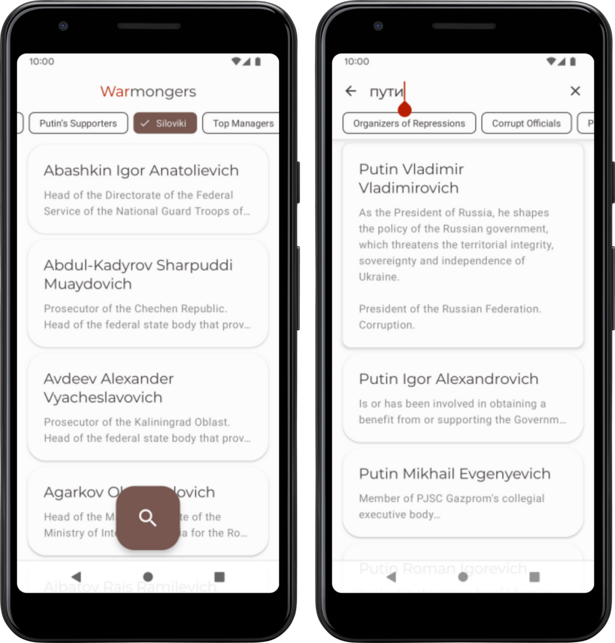 10:00
Warmongers
Putin's Supporters
Siloviki
Top Managers
Abashkin Igor Anatolievich
Head of the Directorate of the Federal
Service of the National Guard Troops of…
Abdul-Kadyrov Sharpuddi
Muaydovich
Prosecutor of the Chechen Republic.
Head of the federal state body that prov…
Avdeev Alexander
Vyacheslavovich
Prosecutor of the Kaliningrad Oblast.
Head of the federal state body that prov…
Agarkov
Head of the
Ministry of
te of the
for the Ro…
Albatov Rais Ramilevich
10:00
пути
Organizers of Repressions
Corrupt Officials
P
Putin Vladimir
Vladimirovich
As the President of Russia, he shapes
the policy of the Russian government,
which threatens the territorial integrity,
sovereignty and independence of
Ukraine.
President of the Russian Federation.
Corruption.
Putin Igor Alexandrovich
Is or has been involved in obtaining a
benefit from or supporting the Governm…
Putin Mikhail Evgenyevich
Member of PJSC Gazprom's collegial
executive body…
Putin Roman Igorevich